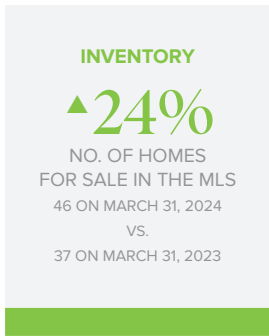 INVENTORY
▲24%
NO. OF HOMES
FOR SALE IN THE MLS
46 ON MARCH 31, 2024
VS.
37 ON MARCH 31, 2023